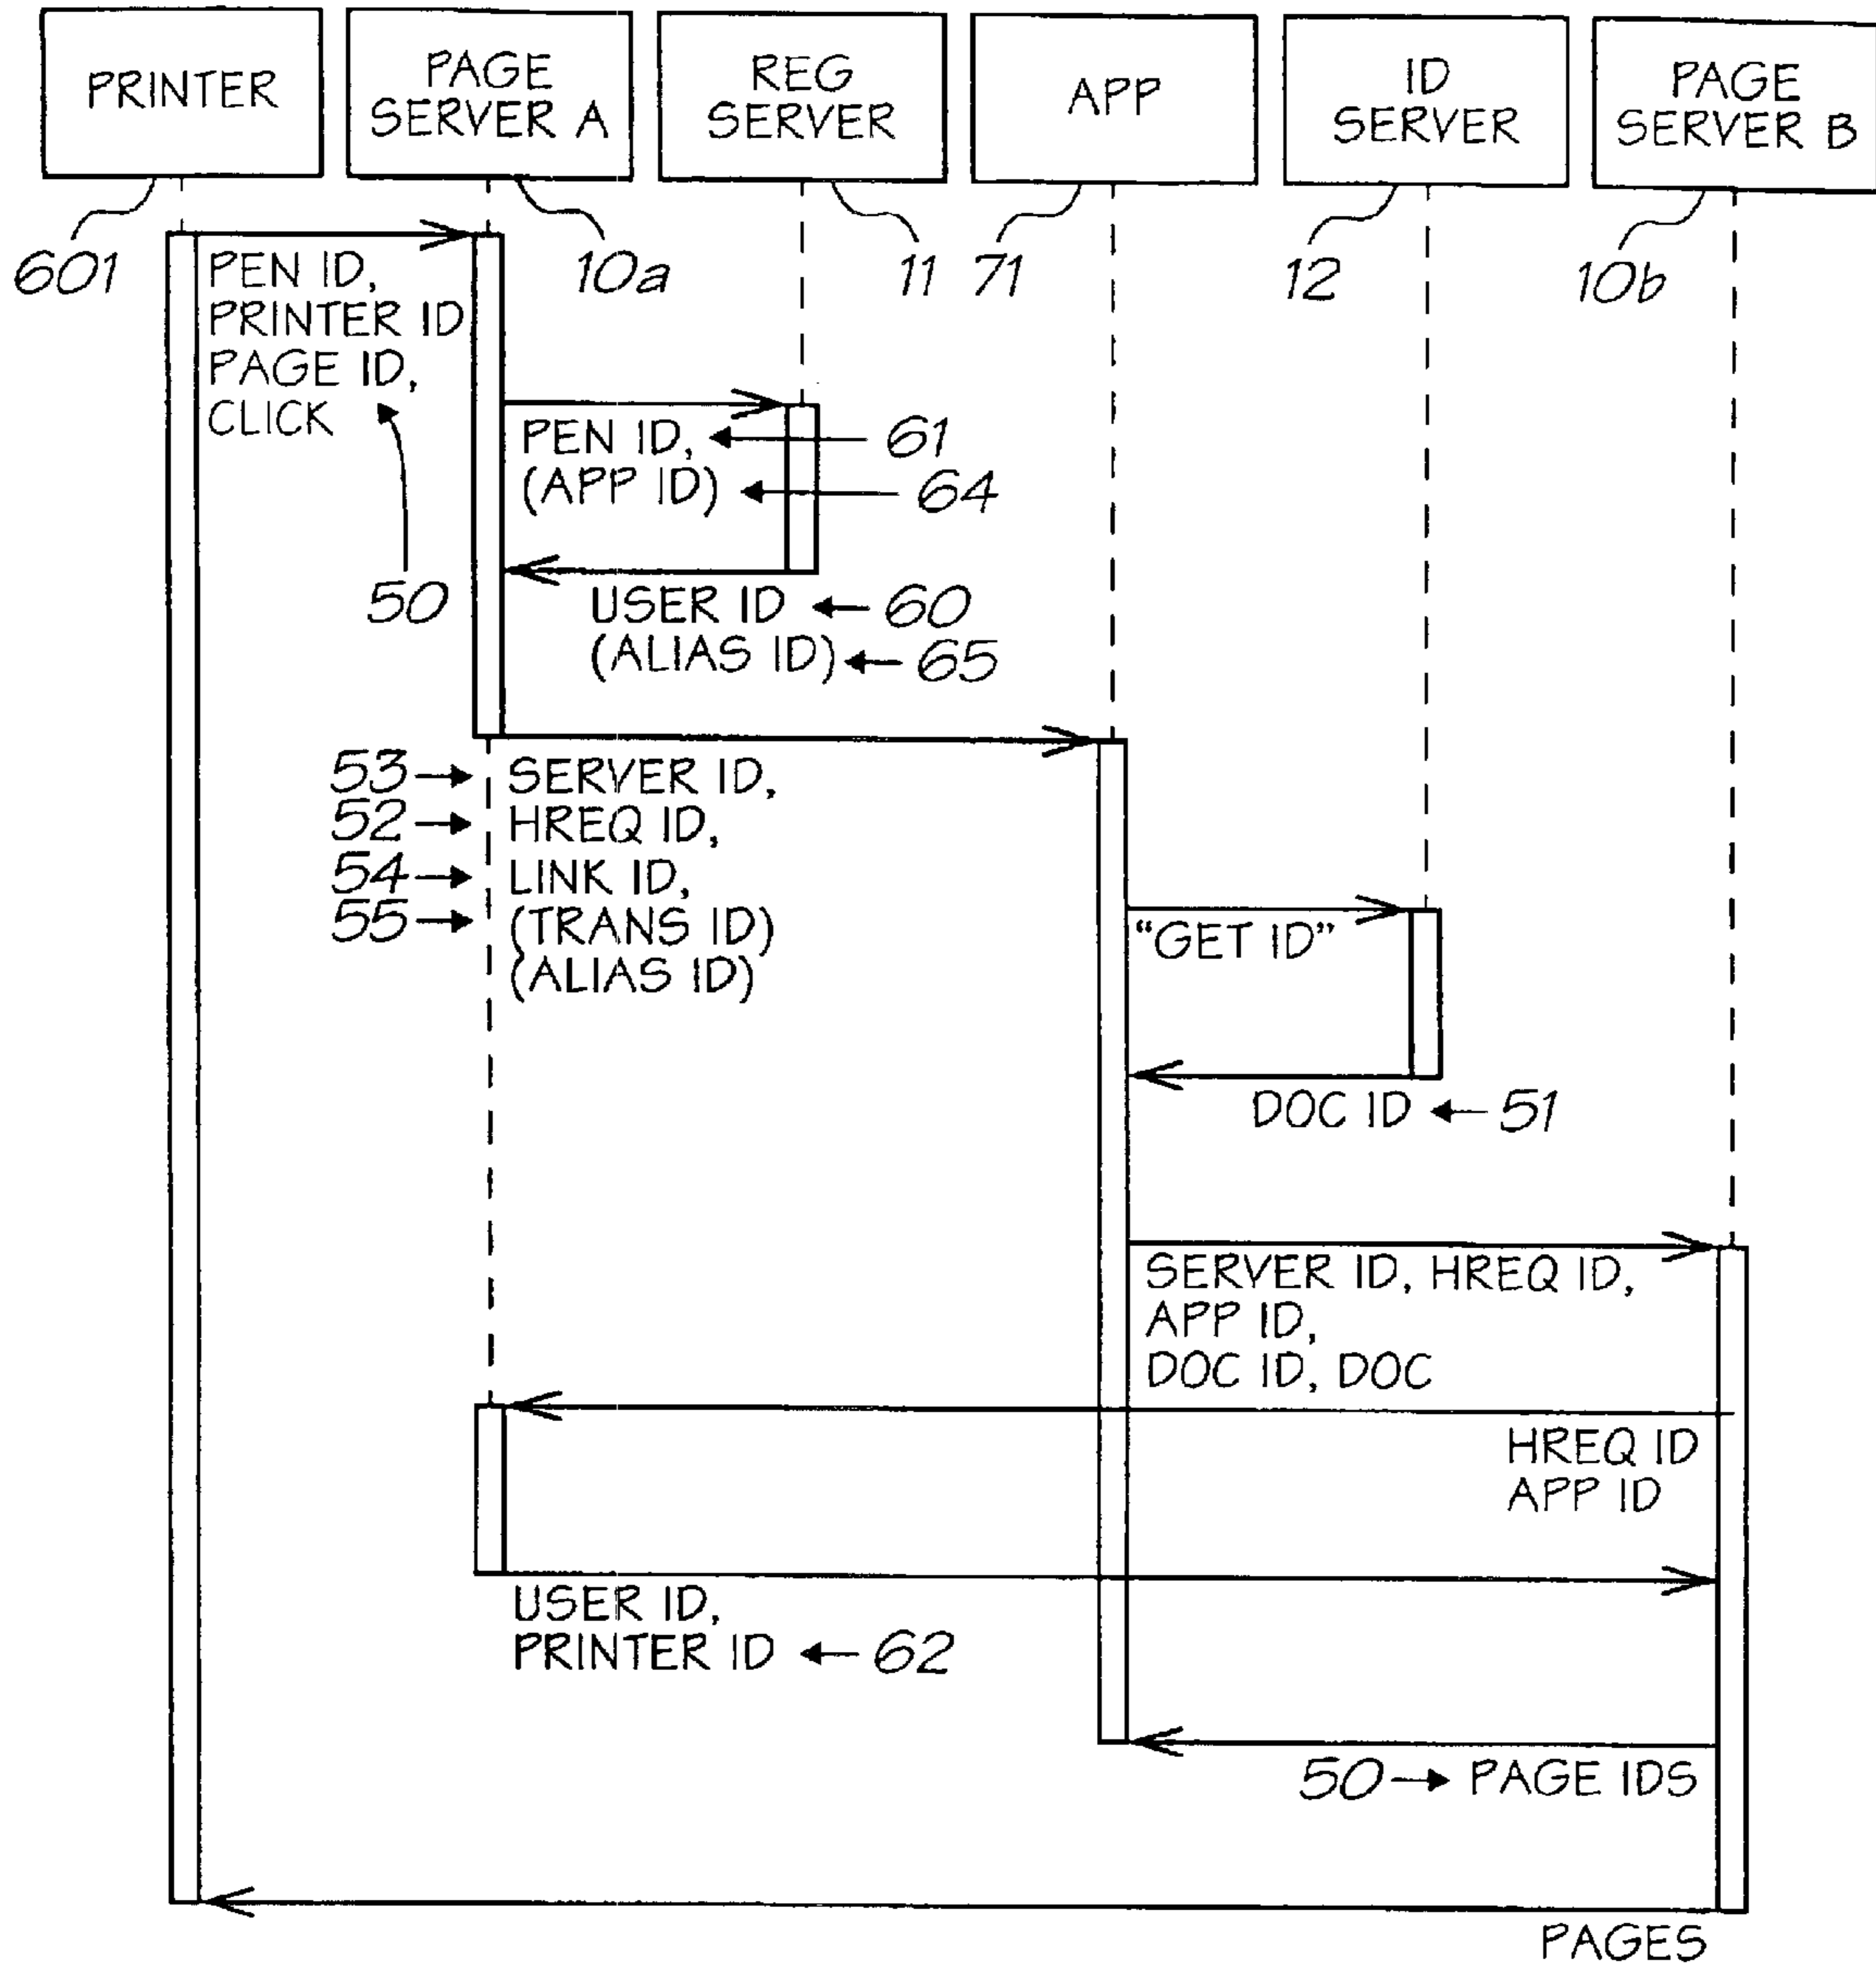 PRINTER
PAGE
SERVER A
REG
SERVER
APP
ID
SERVER
PAGE
SERVER B
601
10a
11
71
12
10b
PEN ID,
PRINTER ID
PAGE ID,
CLICK
50
PEN ID,
61
(APP ID)
64
USER ID
60
(ALIAS ID)
65
53
SERVER ID,
52
HREQ ID,
54
LINK ID,
55
(TRANS ID)
(ALIAS ID)
"GET ID"
DOC ID
51
SERVER ID, HREQ ID,
APP ID,
DOC ID, DOC
HREQ ID
APP ID
USER ID,
PRINTER ID
62
50
PAGE IDS
PAGES